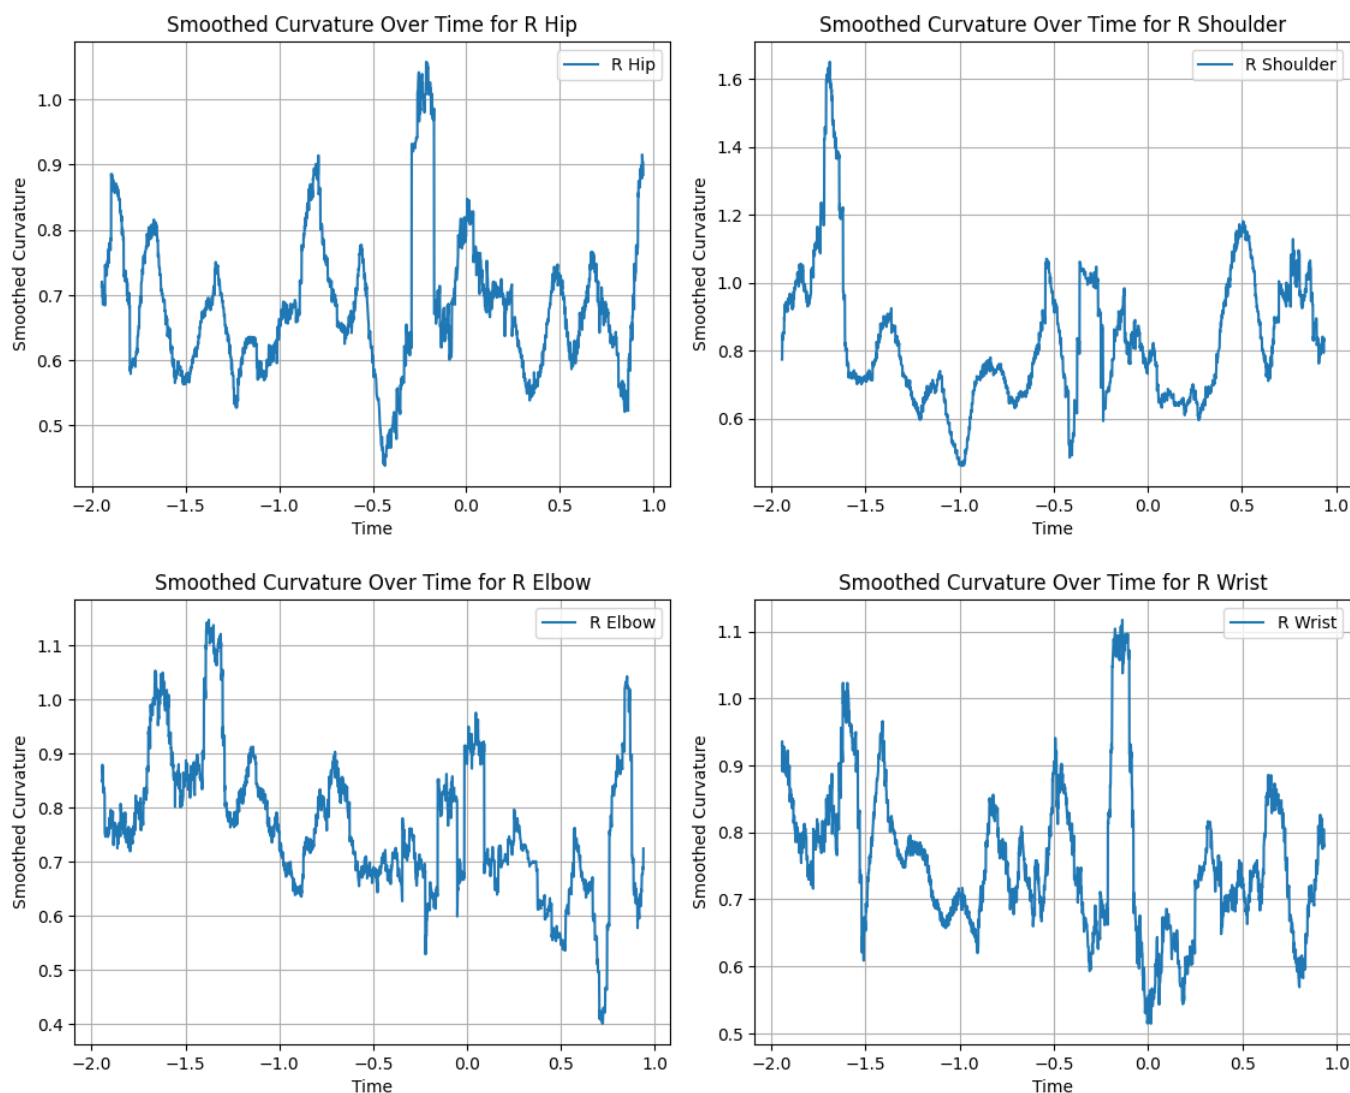 Smoothed Curvature Over Time for R Hip
R Hip
Smoothed Curvature
1.0
0.9
0.8
0.7
0.6
0.5
−2.0 −1.5 −1.0 −0.5 0.0 0.5 1.0
Time
Smoothed Curvature Over Time for R Shoulder
R Shoulder
Smoothed Curvature
1.6
1.4
1.2
1.0
0.8
0.6
−2.0 −1.5 −1.0 −0.5 0.0 0.5 1.0
Time
Smoothed Curvature Over Time for R Elbow
R Elbow
Smoothed Curvature
1.1
1.0
0.9
0.8
0.7
0.6
0.5
0.4
−2.0 −1.5 −1.0 −0.5 0.0 0.5 1.0
Time
Smoothed Curvature Over Time for R Wrist
R Wrist
Smoothed Curvature
1.1
1.0
0.9
0.8
0.7
0.6
0.5
−2.0 −1.5 −1.0 −0.5 0.0 0.5 1.0
Time